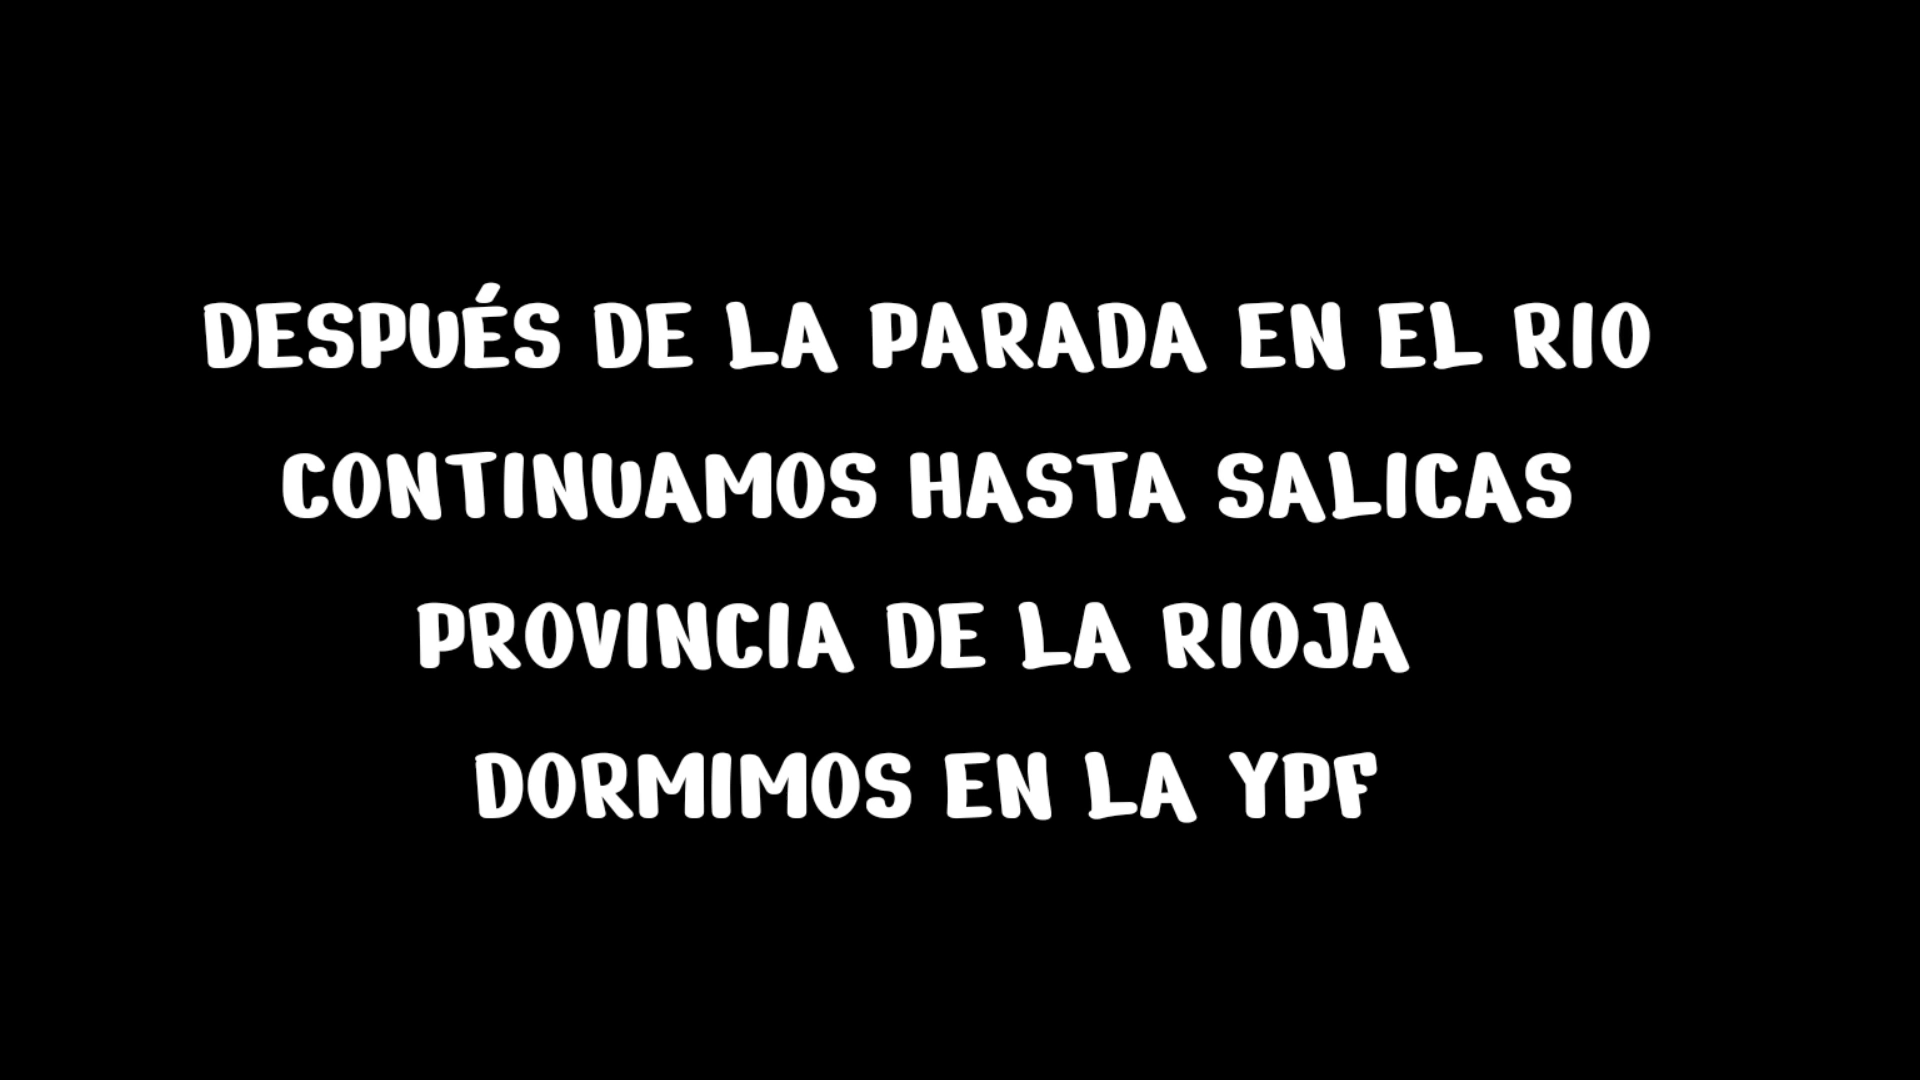 DESPUÉS DE LA PARADA EN EL RIO
CONTINUAMOS HASTA SALICAS
PROVINCIA DE LA RIOJA
DORMIMOS EN LA YPF